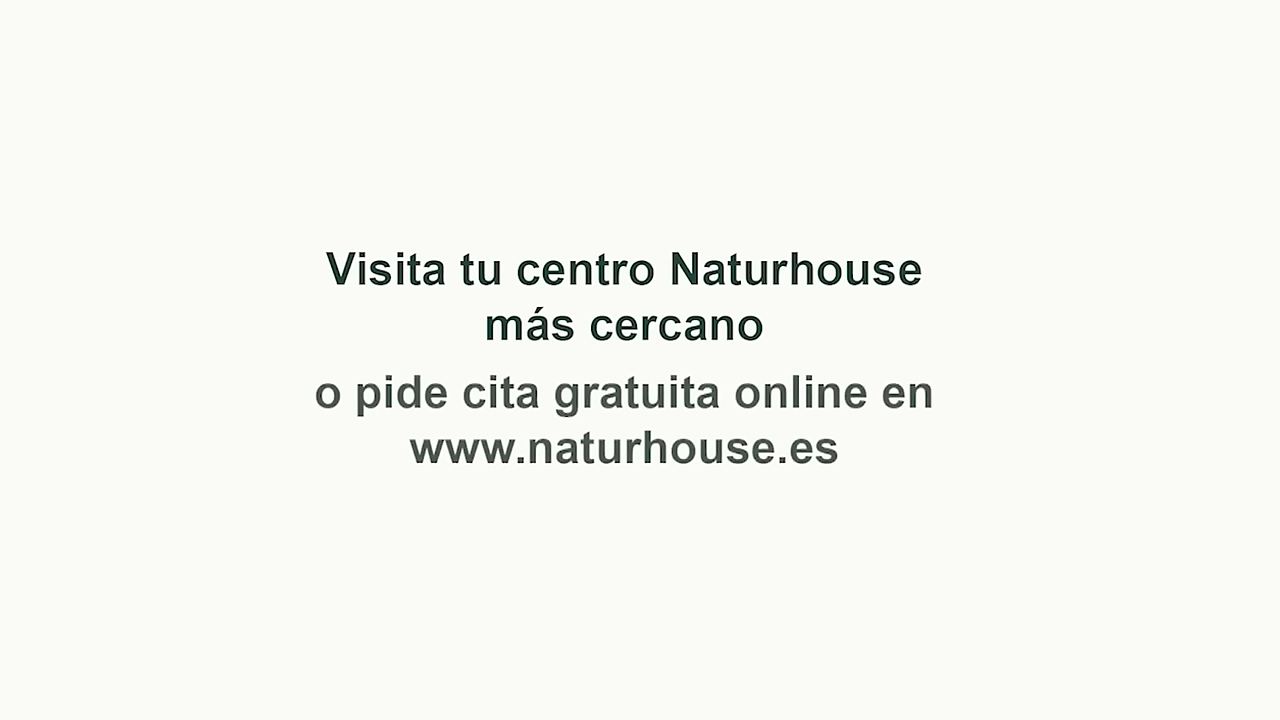 Visita tu centro Naturhouse
más cercano
o pide cita gratuita online en
www.naturhouse.es